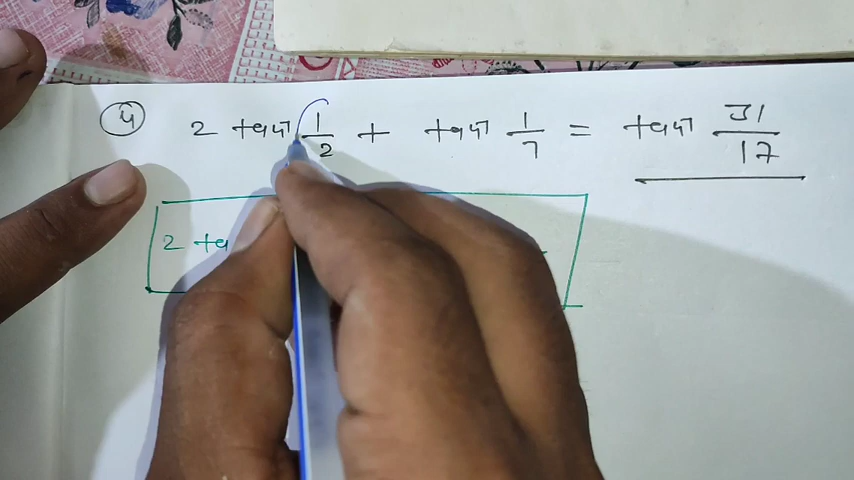 (4) 2 tan⁻¹ 1/2 + tan⁻¹ 1/7 = tan⁻¹ 31/17
2 ta